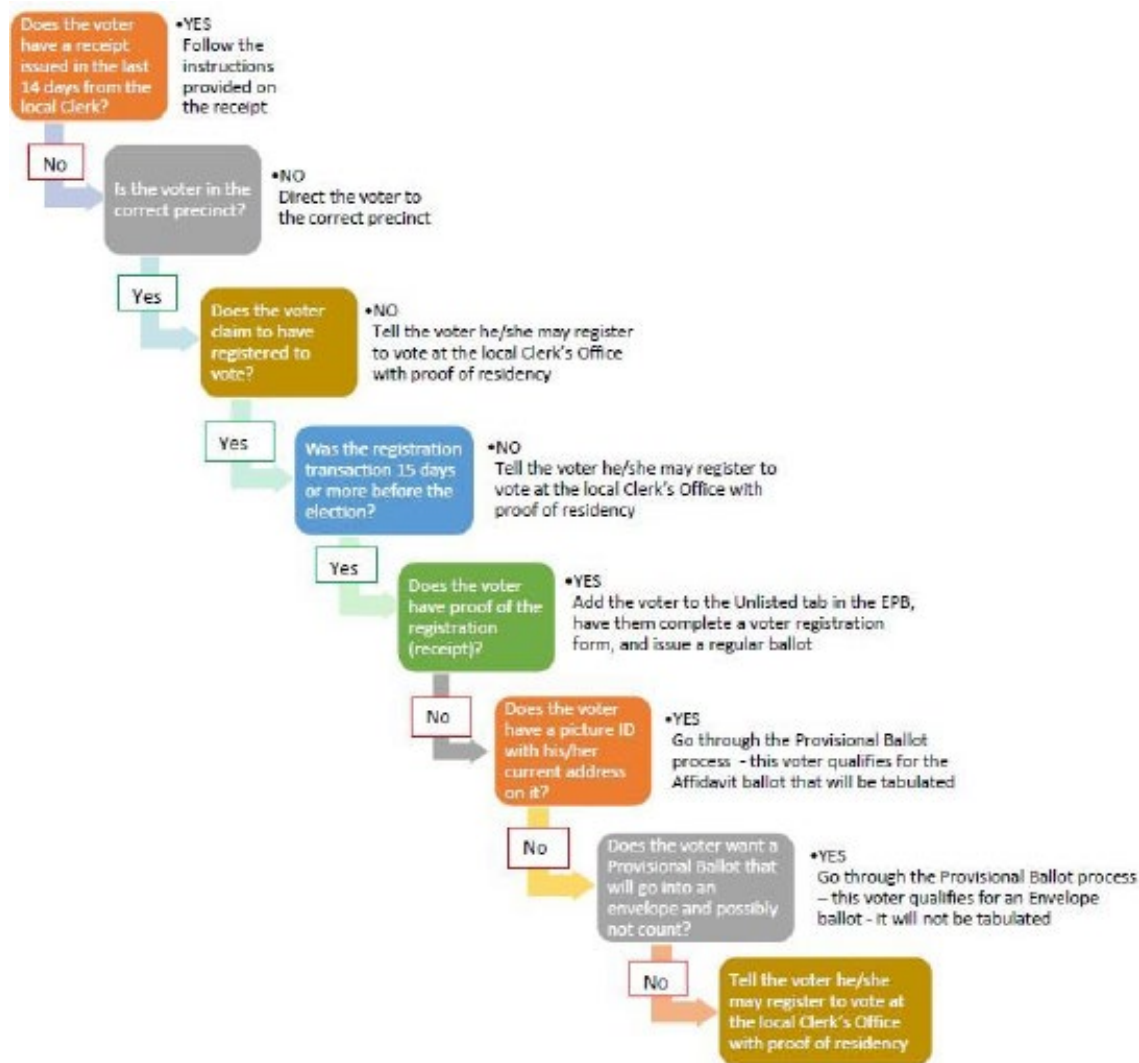 Does the voter
have a receipt
issued in the last
14 days from the
local Clerk?
•YES
Follow the
instructions
provided on
the receipt
No
Is the voter in the
correct precinct?
•NO
Direct the voter to
the correct precinct
Yes
Does the voter
claim to have
registered to
vote?
•NO
Tell the voter he/she may register
to vote at the local Clerk's Office
with proof of residency
Yes
Was the registration
transaction 15 days
or more before the
election?
•NO
Tell the voter he/she may register to
vote at the local Clerk's Office with
proof of residency
Yes
Does the voter
have proof of the
registration
(receipt)?
•YES
Add the voter to the Unlisted tab in the EPB,
have them complete a voter registration
form, and issue a regular ballot
No
Does the voter
have a picture ID
with his/her
current address
on it?
•YES
Go through the Provisional Ballot
process - this voter qualifies for the
Affidavit ballot that will be tabulated
No
Does the voter want a
Provisional Ballot that
will go into an
envelope and possibly
not count?
•YES
Go through the Provisional Ballot process
– this voter qualifies for an Envelope
ballot - it will not be tabulated
No
Tell the voter he/she
may register to vote at
the local Clerk's Office
with proof of residency